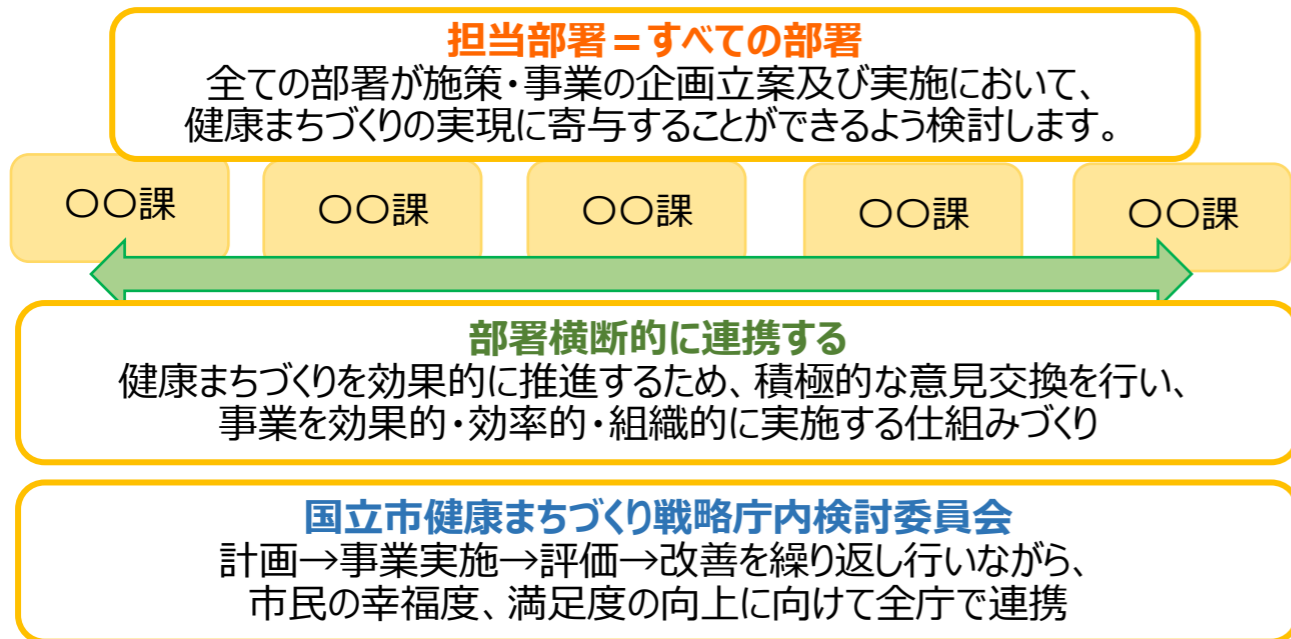 担当部署＝すべての部署
全ての部署が施策・事業の企画立案及び実施において、
健康まちづくりの実現に寄与することができるよう検討します。
〇〇課
〇〇課
〇〇課
〇〇課
〇〇課
部署横断的に連携する
健康まちづくりを効果的に推進するため、積極的な意見交換を行い、
事業を効果的・効率的・組織的に実施する仕組みづくり
国立市健康まちづくり戦略庁内検討委員会
計画→事業実施→評価→改善を繰り返し行いながら、
市民の幸福度、満足度の向上に向けて全庁で連携